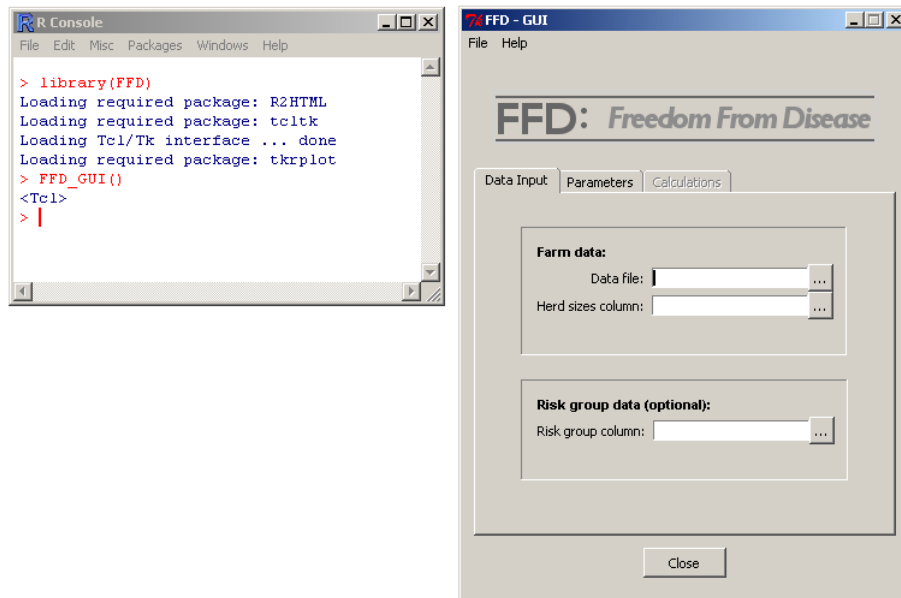 R Console
File Edit Misc Packages Windows Help
> library(FFD)
Loading required package: R2HTML
Loading required package: tcltk
Loading Tcl/Tk interface ... done
Loading required package: tkrplot
> FFD_GUI()
<Tcl>
>
FFD - GUI
File Help
FFD: Freedom From Disease
Data Input Parameters Calculations
Farm data:
Data file: ...
Herd sizes column: ...
Risk group data (optional):
Risk group column: ...
Close